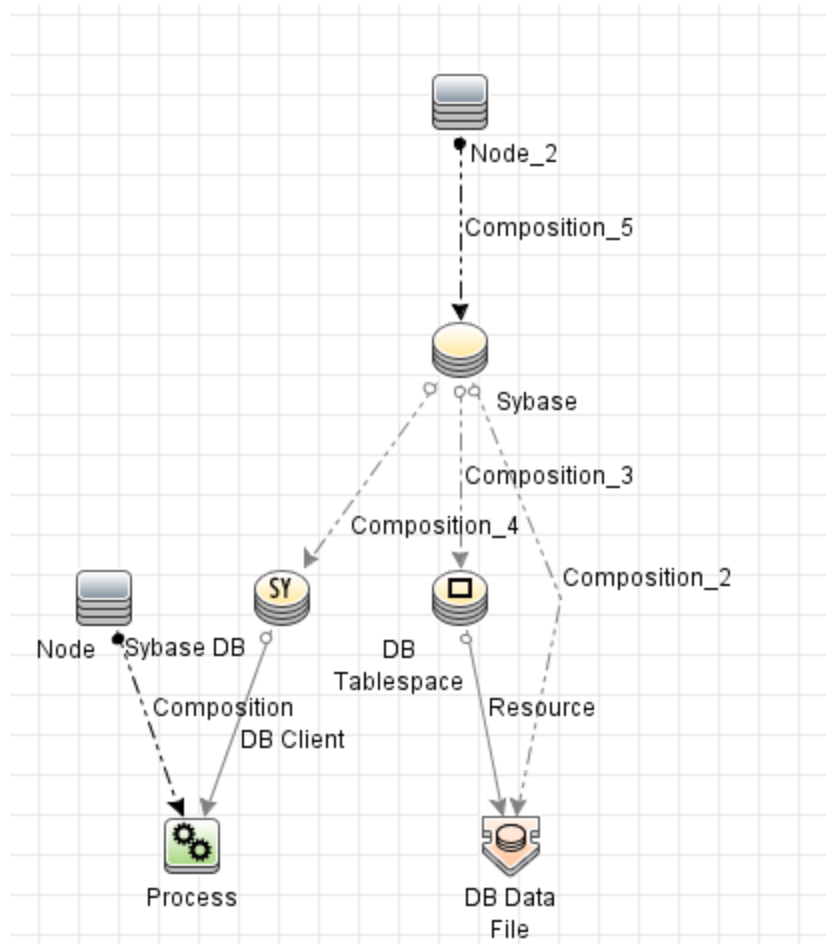 Node_2
Composition_5
Sybase
Composition_3
Composition_4
Composition_2
SY
Node
Sybase DB
DB
Tablespace
Composition
Resource
DB Client
Process
DB Data
File